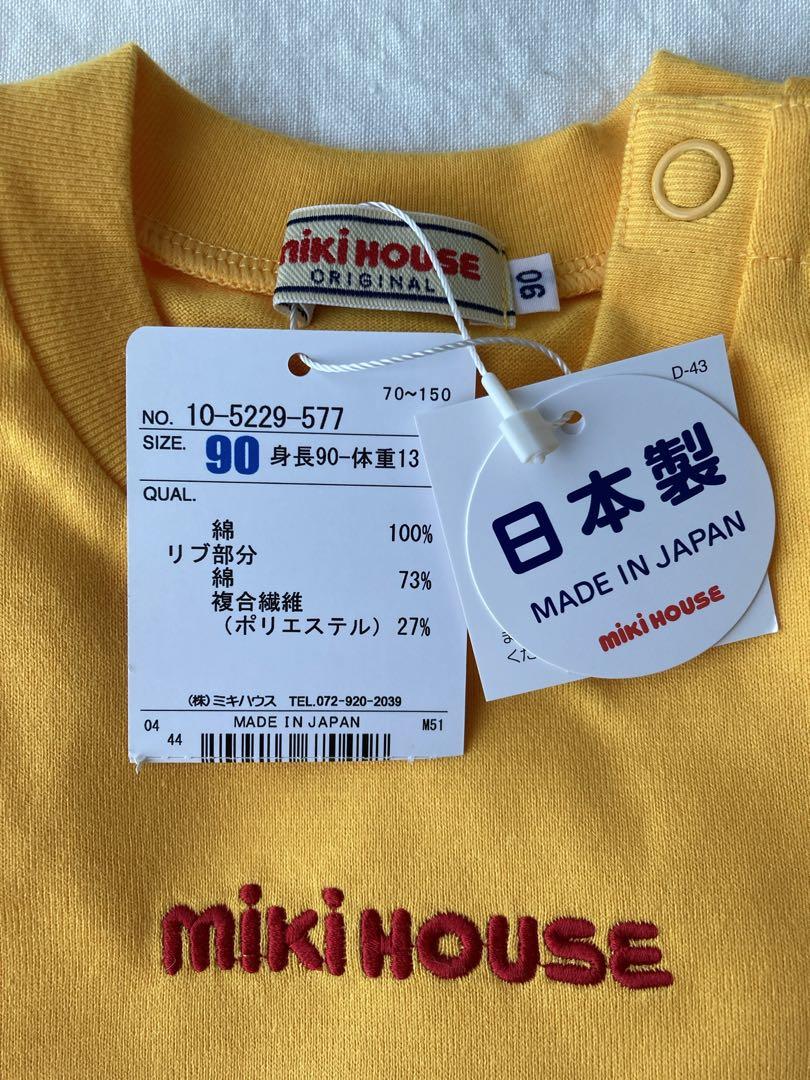 miKi HOUSE
ORIGINAL
90
70~150
NO. 10-5229-577
SIZE. 90 身長90-体重13
QUAL.
綿 100%
リブ部分
綿 73%
複合繊維
(ポリエステル) 27%
(株)ミキハウス TEL.072-920-2039
MADE IN JAPAN
04 M51
44
D-43
日本製
MADE IN JAPAN
miKi HOUSE
くだ
miKi HOUSE